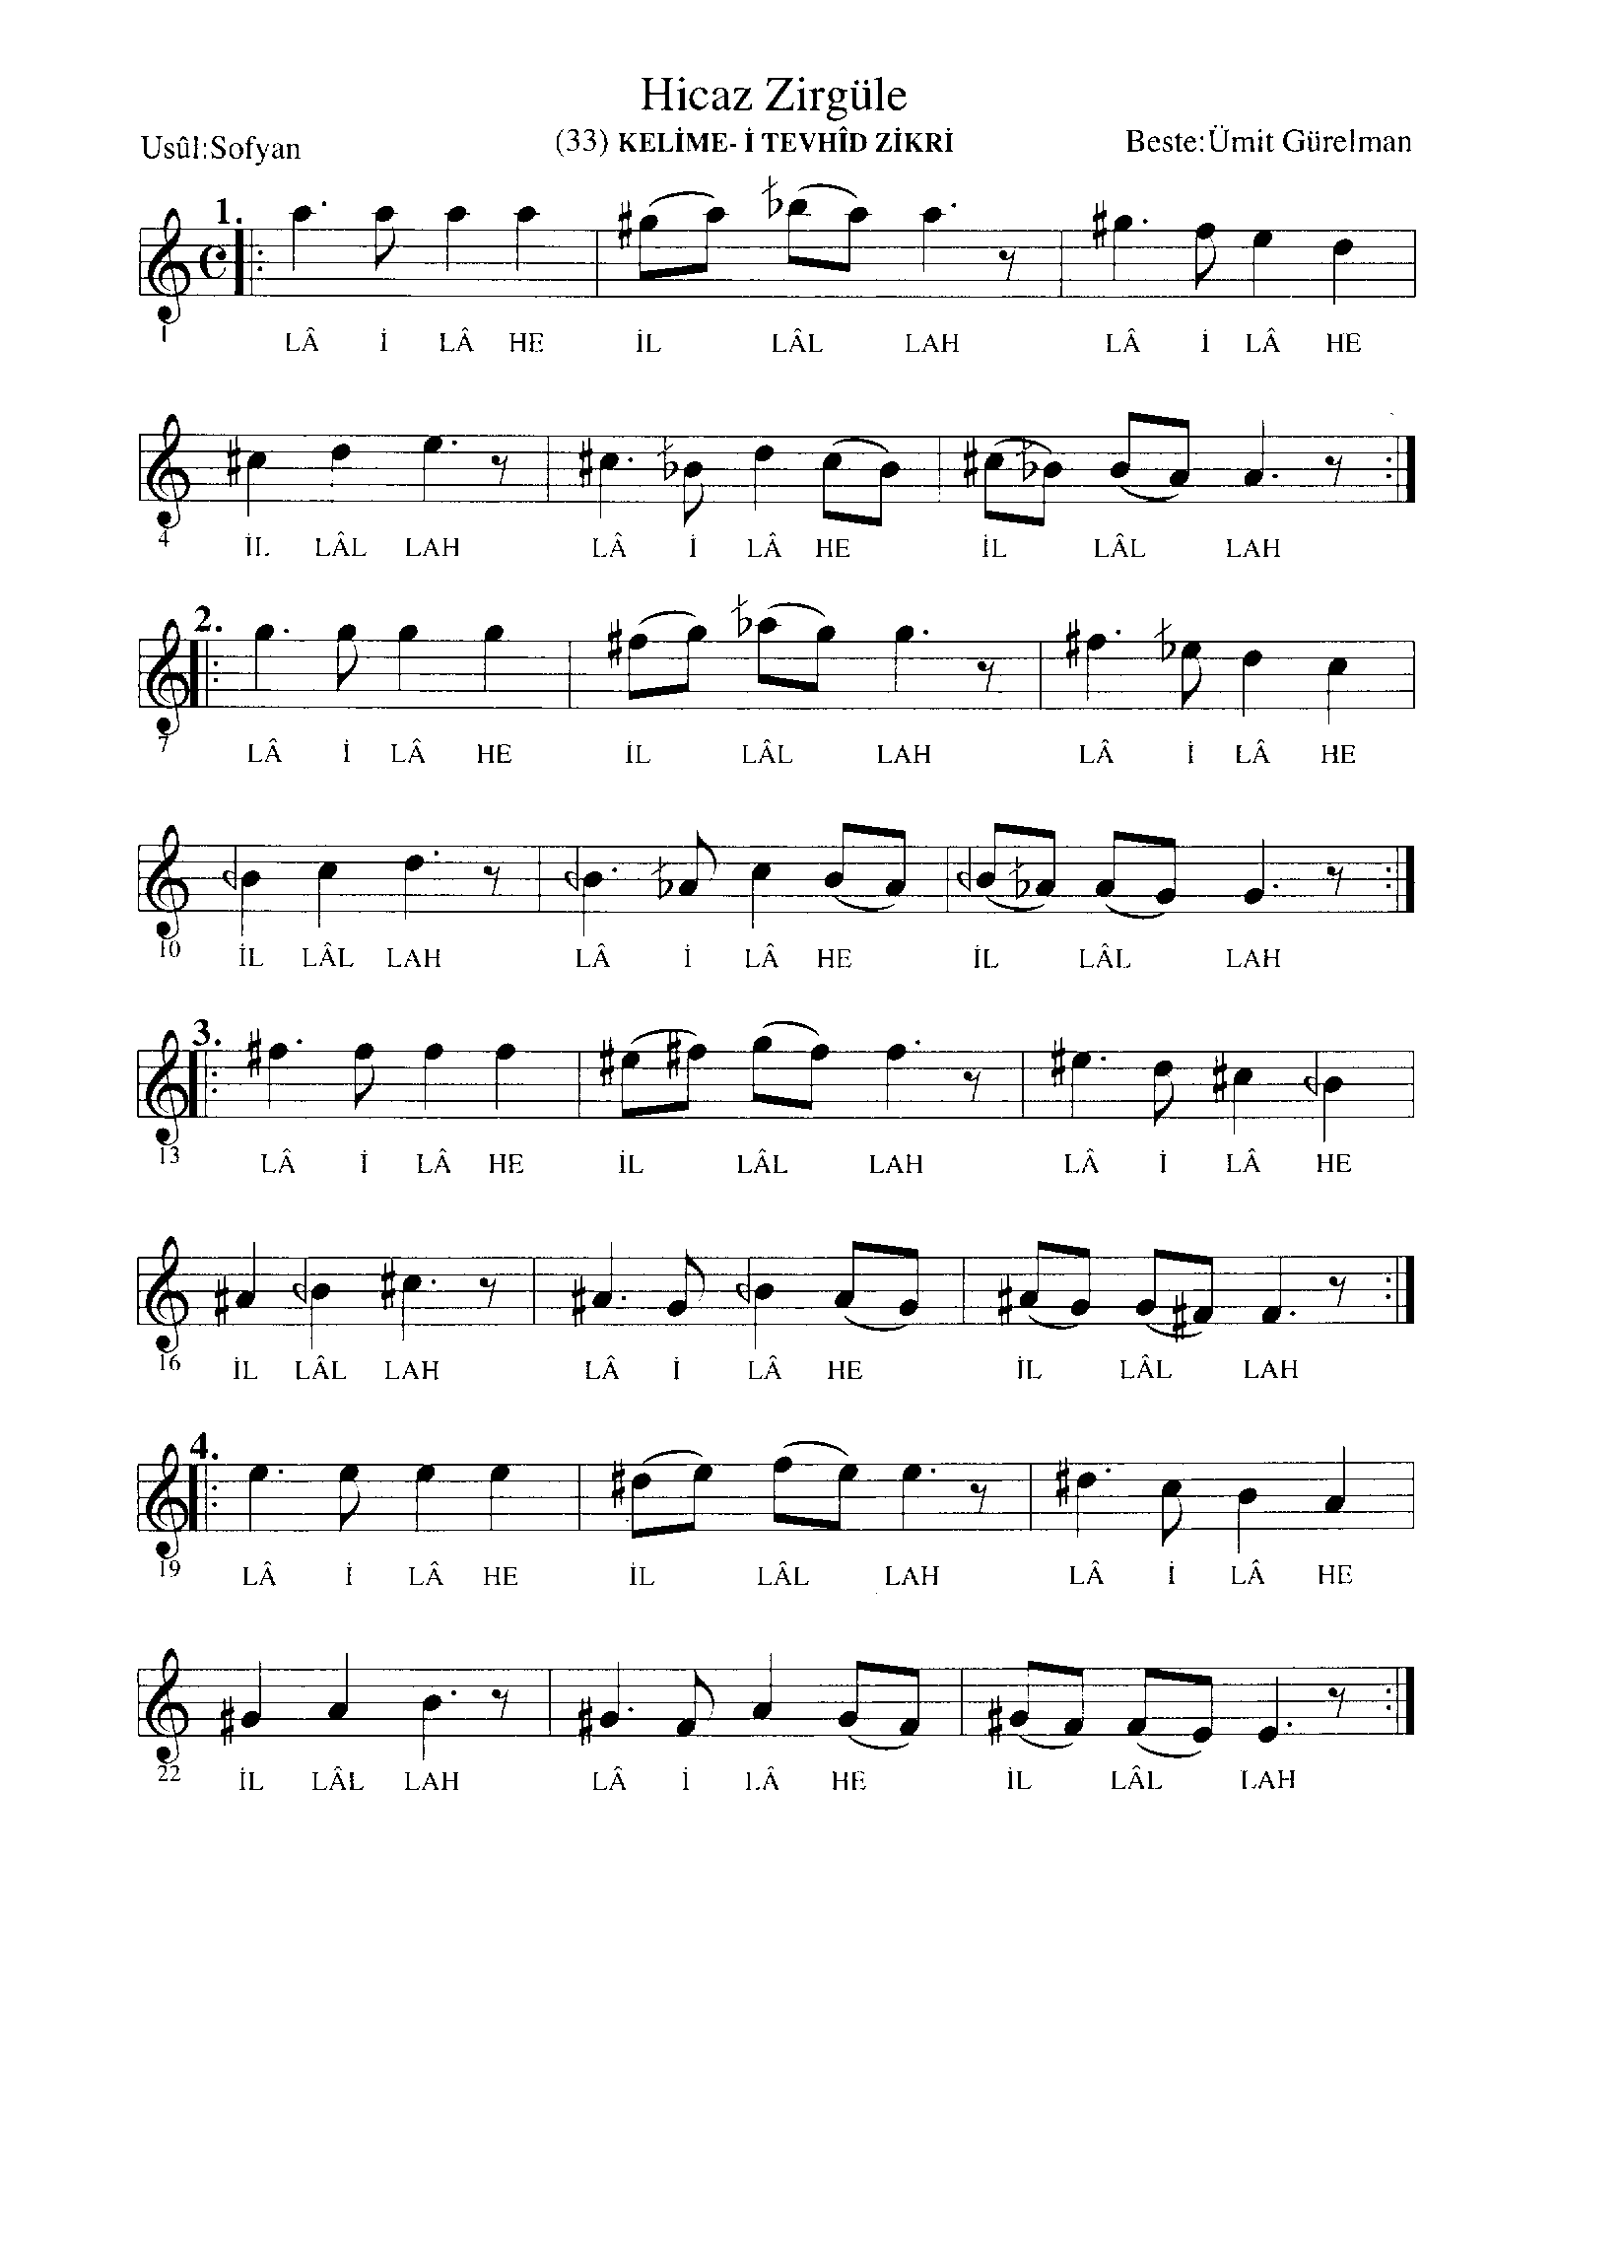 Hicaz Zirgüle
Usûl:Sofyan (33) KELİME- İ TEVHÎD ZİKRİ Beste:Ümit Gürelman
1.
1
LÂ İ LÂ HE İL LÂL LAH LÂ İ LÂ HE
4
İL LÂL LAH LÂ İ LÂ HE İL LÂL LAH
2.
7
LÂ İ LÂ HE İL LÂL LAH LÂ İ LÂ HE
10
İL LÂL LAH LÂ İ LÂ HE İL LÂL LAH
3.
13
LÂ İ LÂ HE İL LÂL LAH LÂ İ LÂ HE
16
İL LÂL LAH LÂ İ LÂ HE İL LÂL LAH
4.
19
LÂ İ LÂ HE İL LÂL LAH LÂ İ LÂ HE
22
İL LÂL LAH LÂ İ LÂ HE İL LÂL LAH